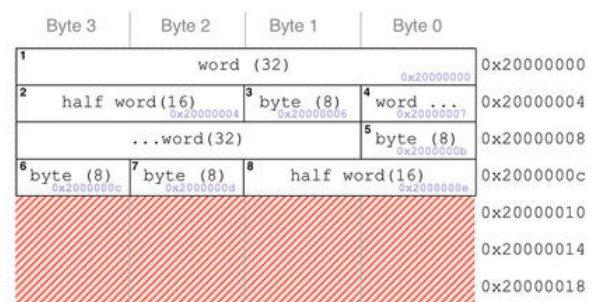 Byte 3 Byte 2 Byte 1 Byte 0
1 word (32) 0x20000000 0x20000000
2 half word(16) 0x20000004 3 byte (8) 0x20000006 4 word ... 0x20000007 0x20000004
...word(32) 5 byte (8) 0x2000000b 0x20000008
6 byte (8) 0x2000000c 7 byte (8) 0x2000000d 8 half word(16) 0x2000000e 0x2000000c
0x20000010
0x20000014
0x20000018